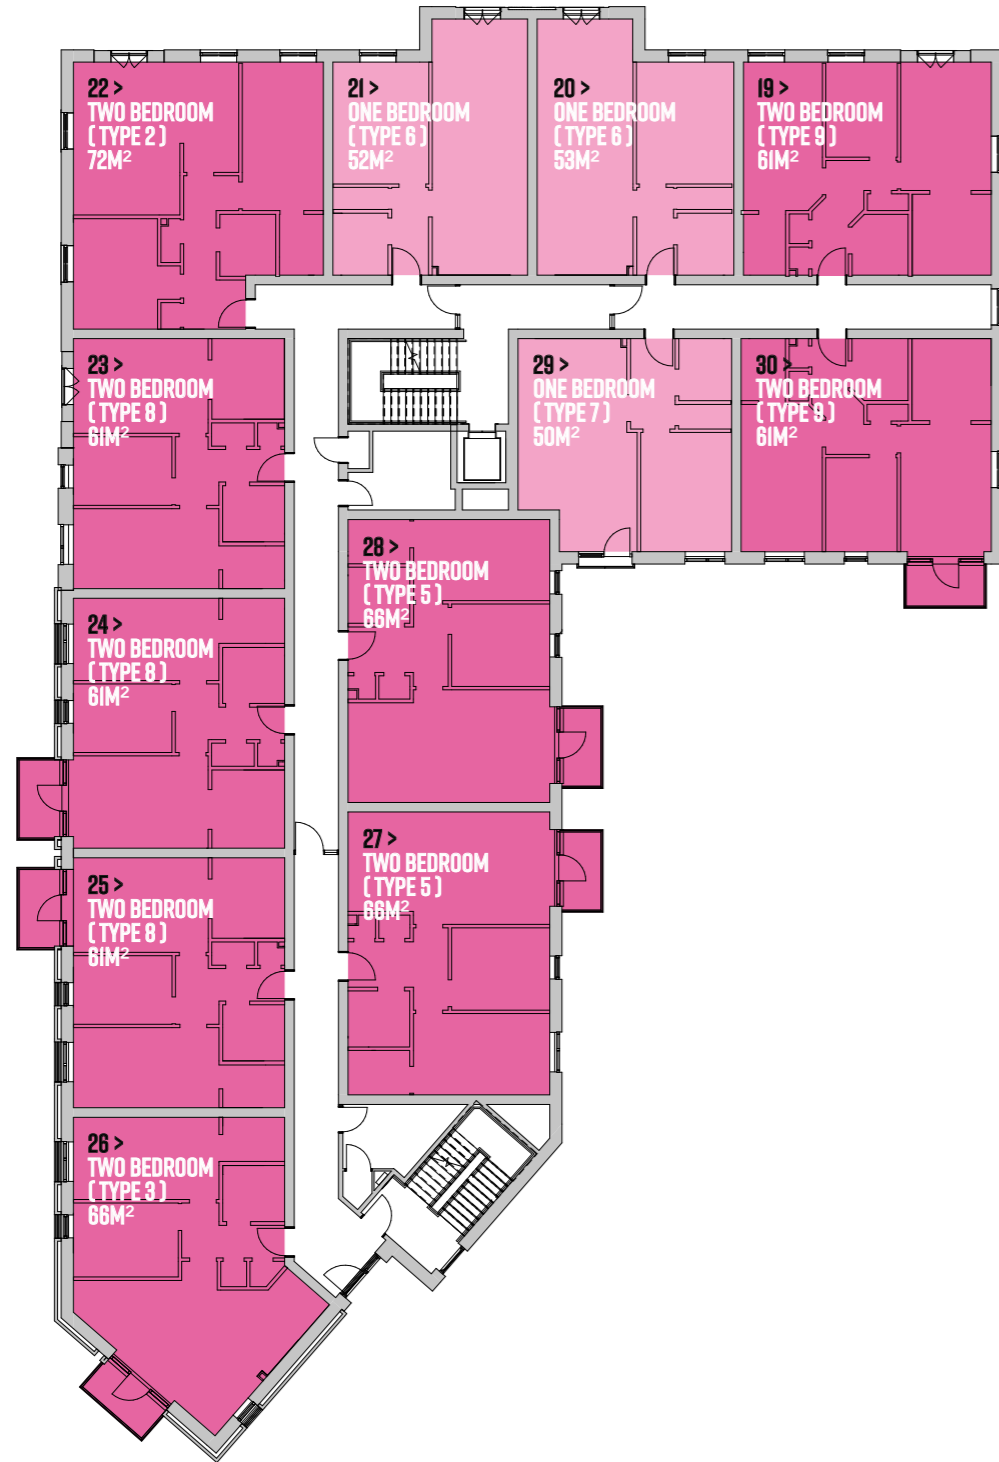 22 >
TWO BEDROOM
( TYPE 2 )
72M²
21 >
ONE BEDROOM
( TYPE 6 )
52M²
20 >
ONE BEDROOM
( TYPE 6 )
53M²
19 >
TWO BEDROOM
( TYPE 9 )
61M²
23 >
TWO BEDROOM
( TYPE 8 )
61M²
29 >
ONE BEDROOM
( TYPE 7 )
50M²
30 >
TWO BEDROOM
( TYPE 9 )
61M²
28 >
TWO BEDROOM
( TYPE 5 )
66M²
24 >
TWO BEDROOM
( TYPE 8 )
61M²
27 >
TWO BEDROOM
( TYPE 5 )
66M²
25 >
TWO BEDROOM
( TYPE 8 )
61M²
26 >
TWO BEDROOM
( TYPE 3 )
66M²